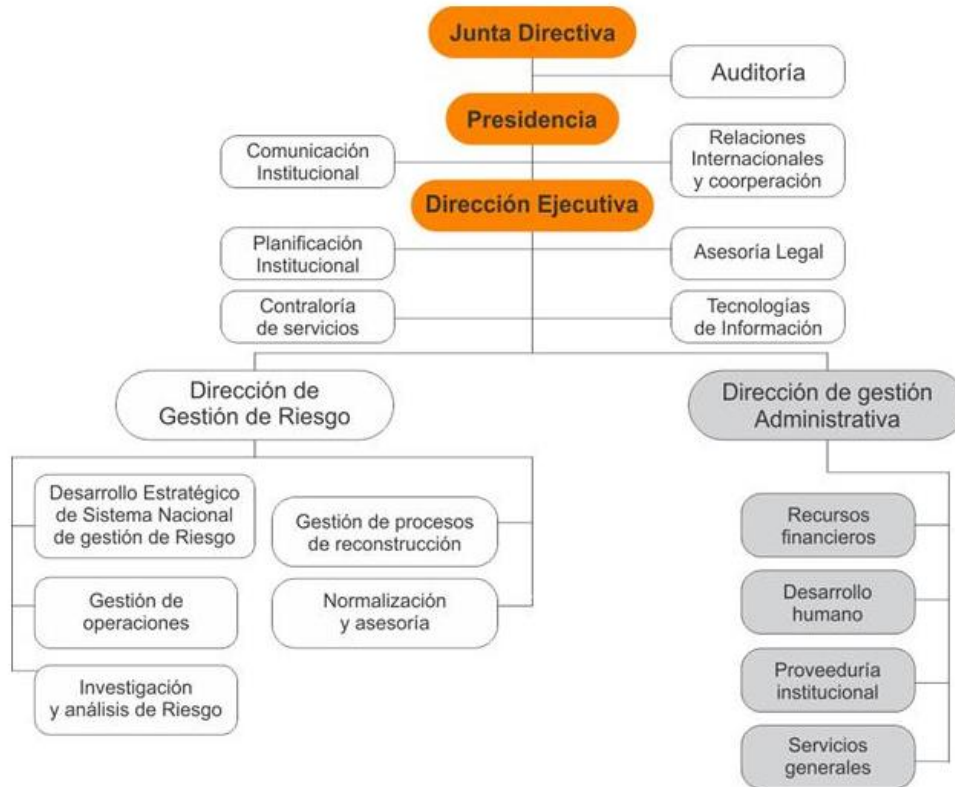 Junta Directiva
Auditoría
Presidencia
Comunicación
Institucional
Relaciones
Internacionales
y coorperación
Dirección Ejecutiva
Planificación
Institucional
Asesoría Legal
Contraloría
de servicios
Tecnologías
de Información
Dirección de
Gestión de Riesgo
Dirección de gestión
Administrativa
Desarrollo Estratégico
de Sistema Nacional
de gestión de Riesgo
Gestión de procesos
de reconstrucción
Gestión de
operaciones
Normalización
y asesoría
Investigación
y análisis de Riesgo
Recursos
financieros
Desarrollo
humano
Proveeduría
institucional
Servicios
generales